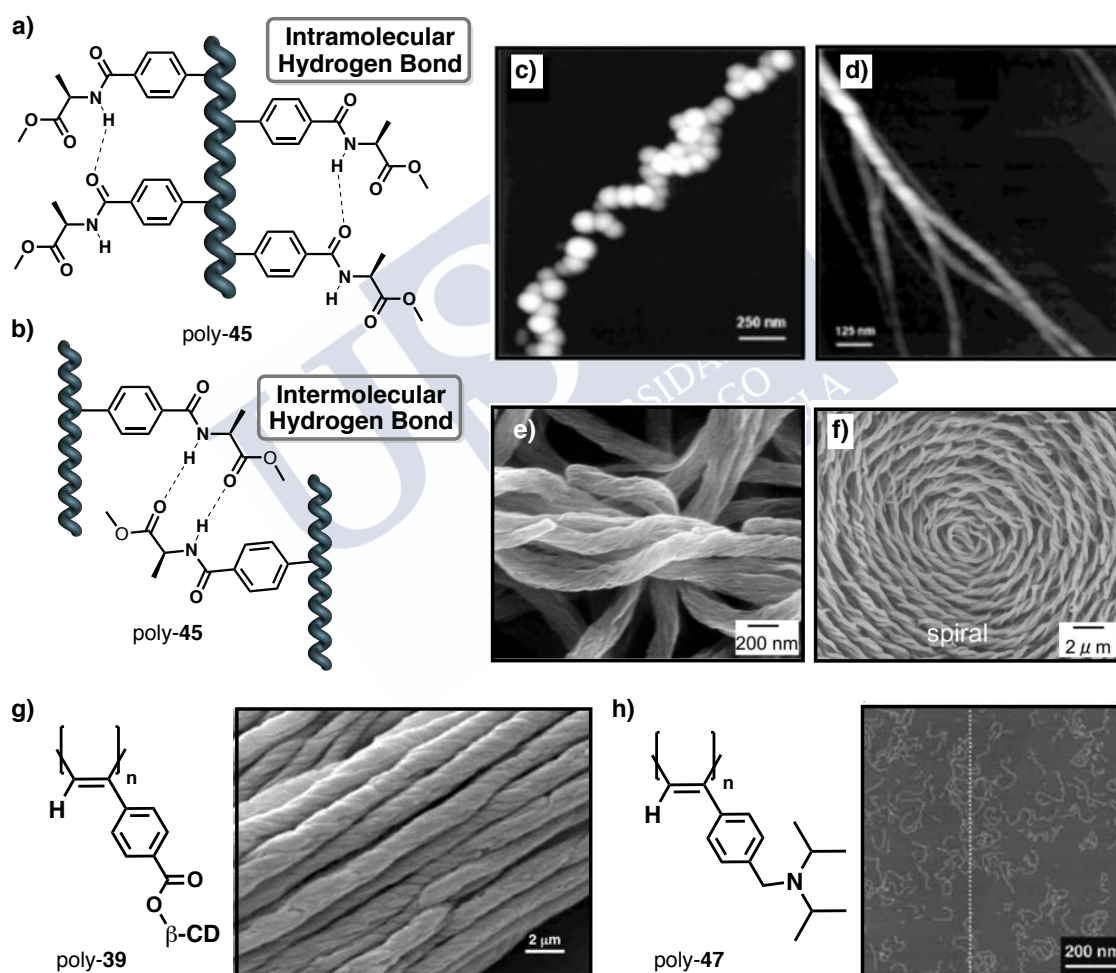 a)
Intramolecular
Hydrogen Bond
O
N
H
O
O
O
N
H
O
O
O
N
H
O
O
O
N
H
O
O
poly-45
b)
Intermolecular
Hydrogen Bond
O
N
H
O
O
O
O
H
N
O
poly-45
c)
250 nm
d)
125 nm
e)
200 nm
f)
spiral
2 μm
g)
n
H
O
O
β-CD
poly-39
2 μm
h)
n
H
N
poly-47
200 nm